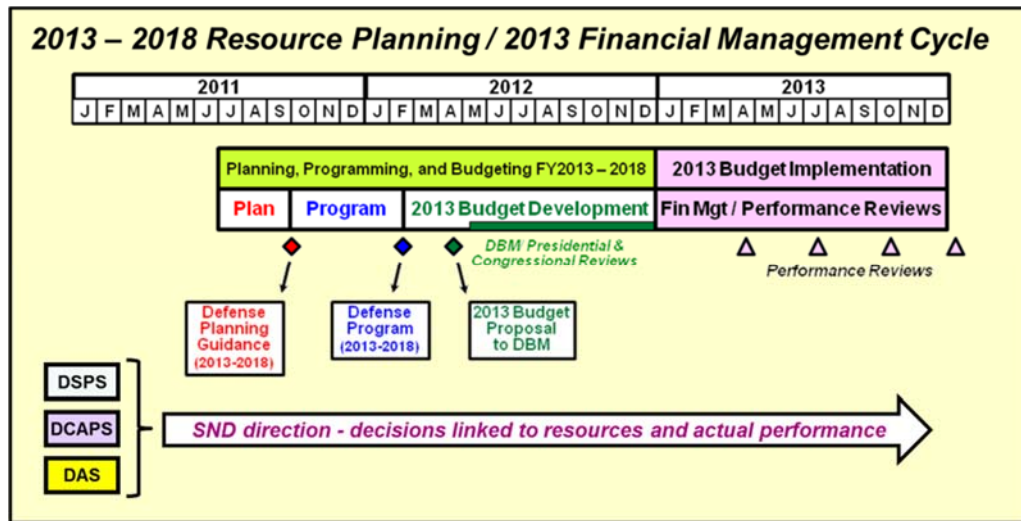 2013 – 2018 Resource Planning / 2013 Financial Management Cycle
2011 2012 2013
J F M A M J J A S O N D J F M A M J J A S O N D J F M A M J J A S O N D
Planning, Programming, and Budgeting FY2013 – 2018 2013 Budget Implementation
Plan Program 2013 Budget Development Fin Mgt / Performance Reviews
DBM/ Presidential &
Congressional Reviews
Performance Reviews
Defense
Planning
Guidance
(2013-2018)
Defense
Program
(2013-2018)
2013 Budget
Proposal
to DBM
DSPS
DCAPS
DAS
SND direction - decisions linked to resources and actual performance